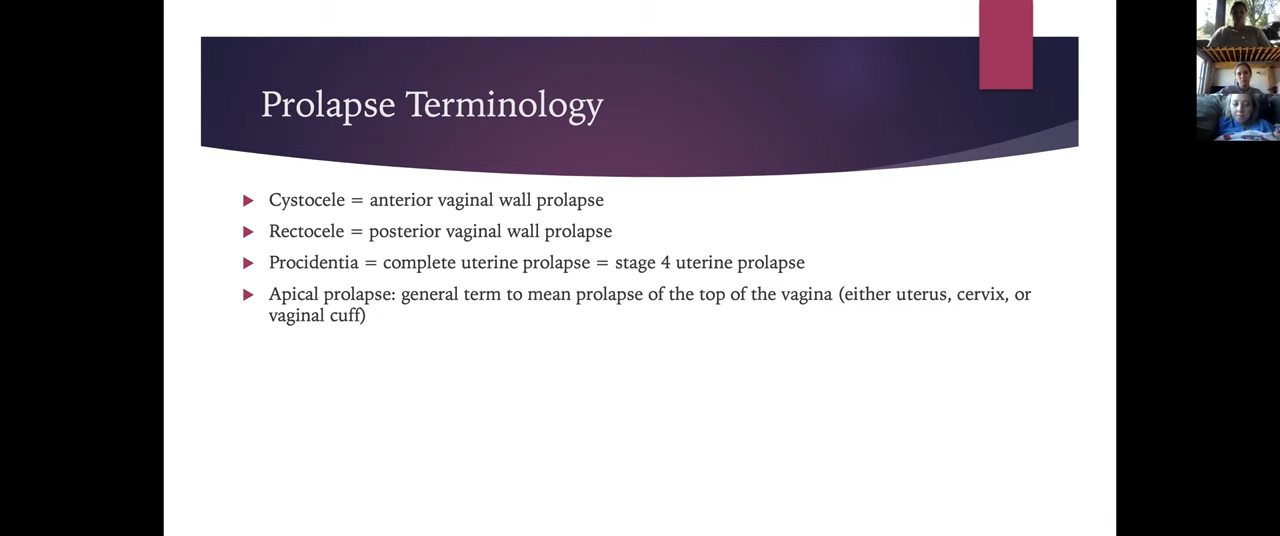 Prolapse Terminology
Cystocele = anterior vaginal wall prolapse
Rectocele = posterior vaginal wall prolapse
Procidentia = complete uterine prolapse = stage 4 uterine prolapse
Apical prolapse: general term to mean prolapse of the top of the vagina (either uterus, cervix, or
vaginal cuff)